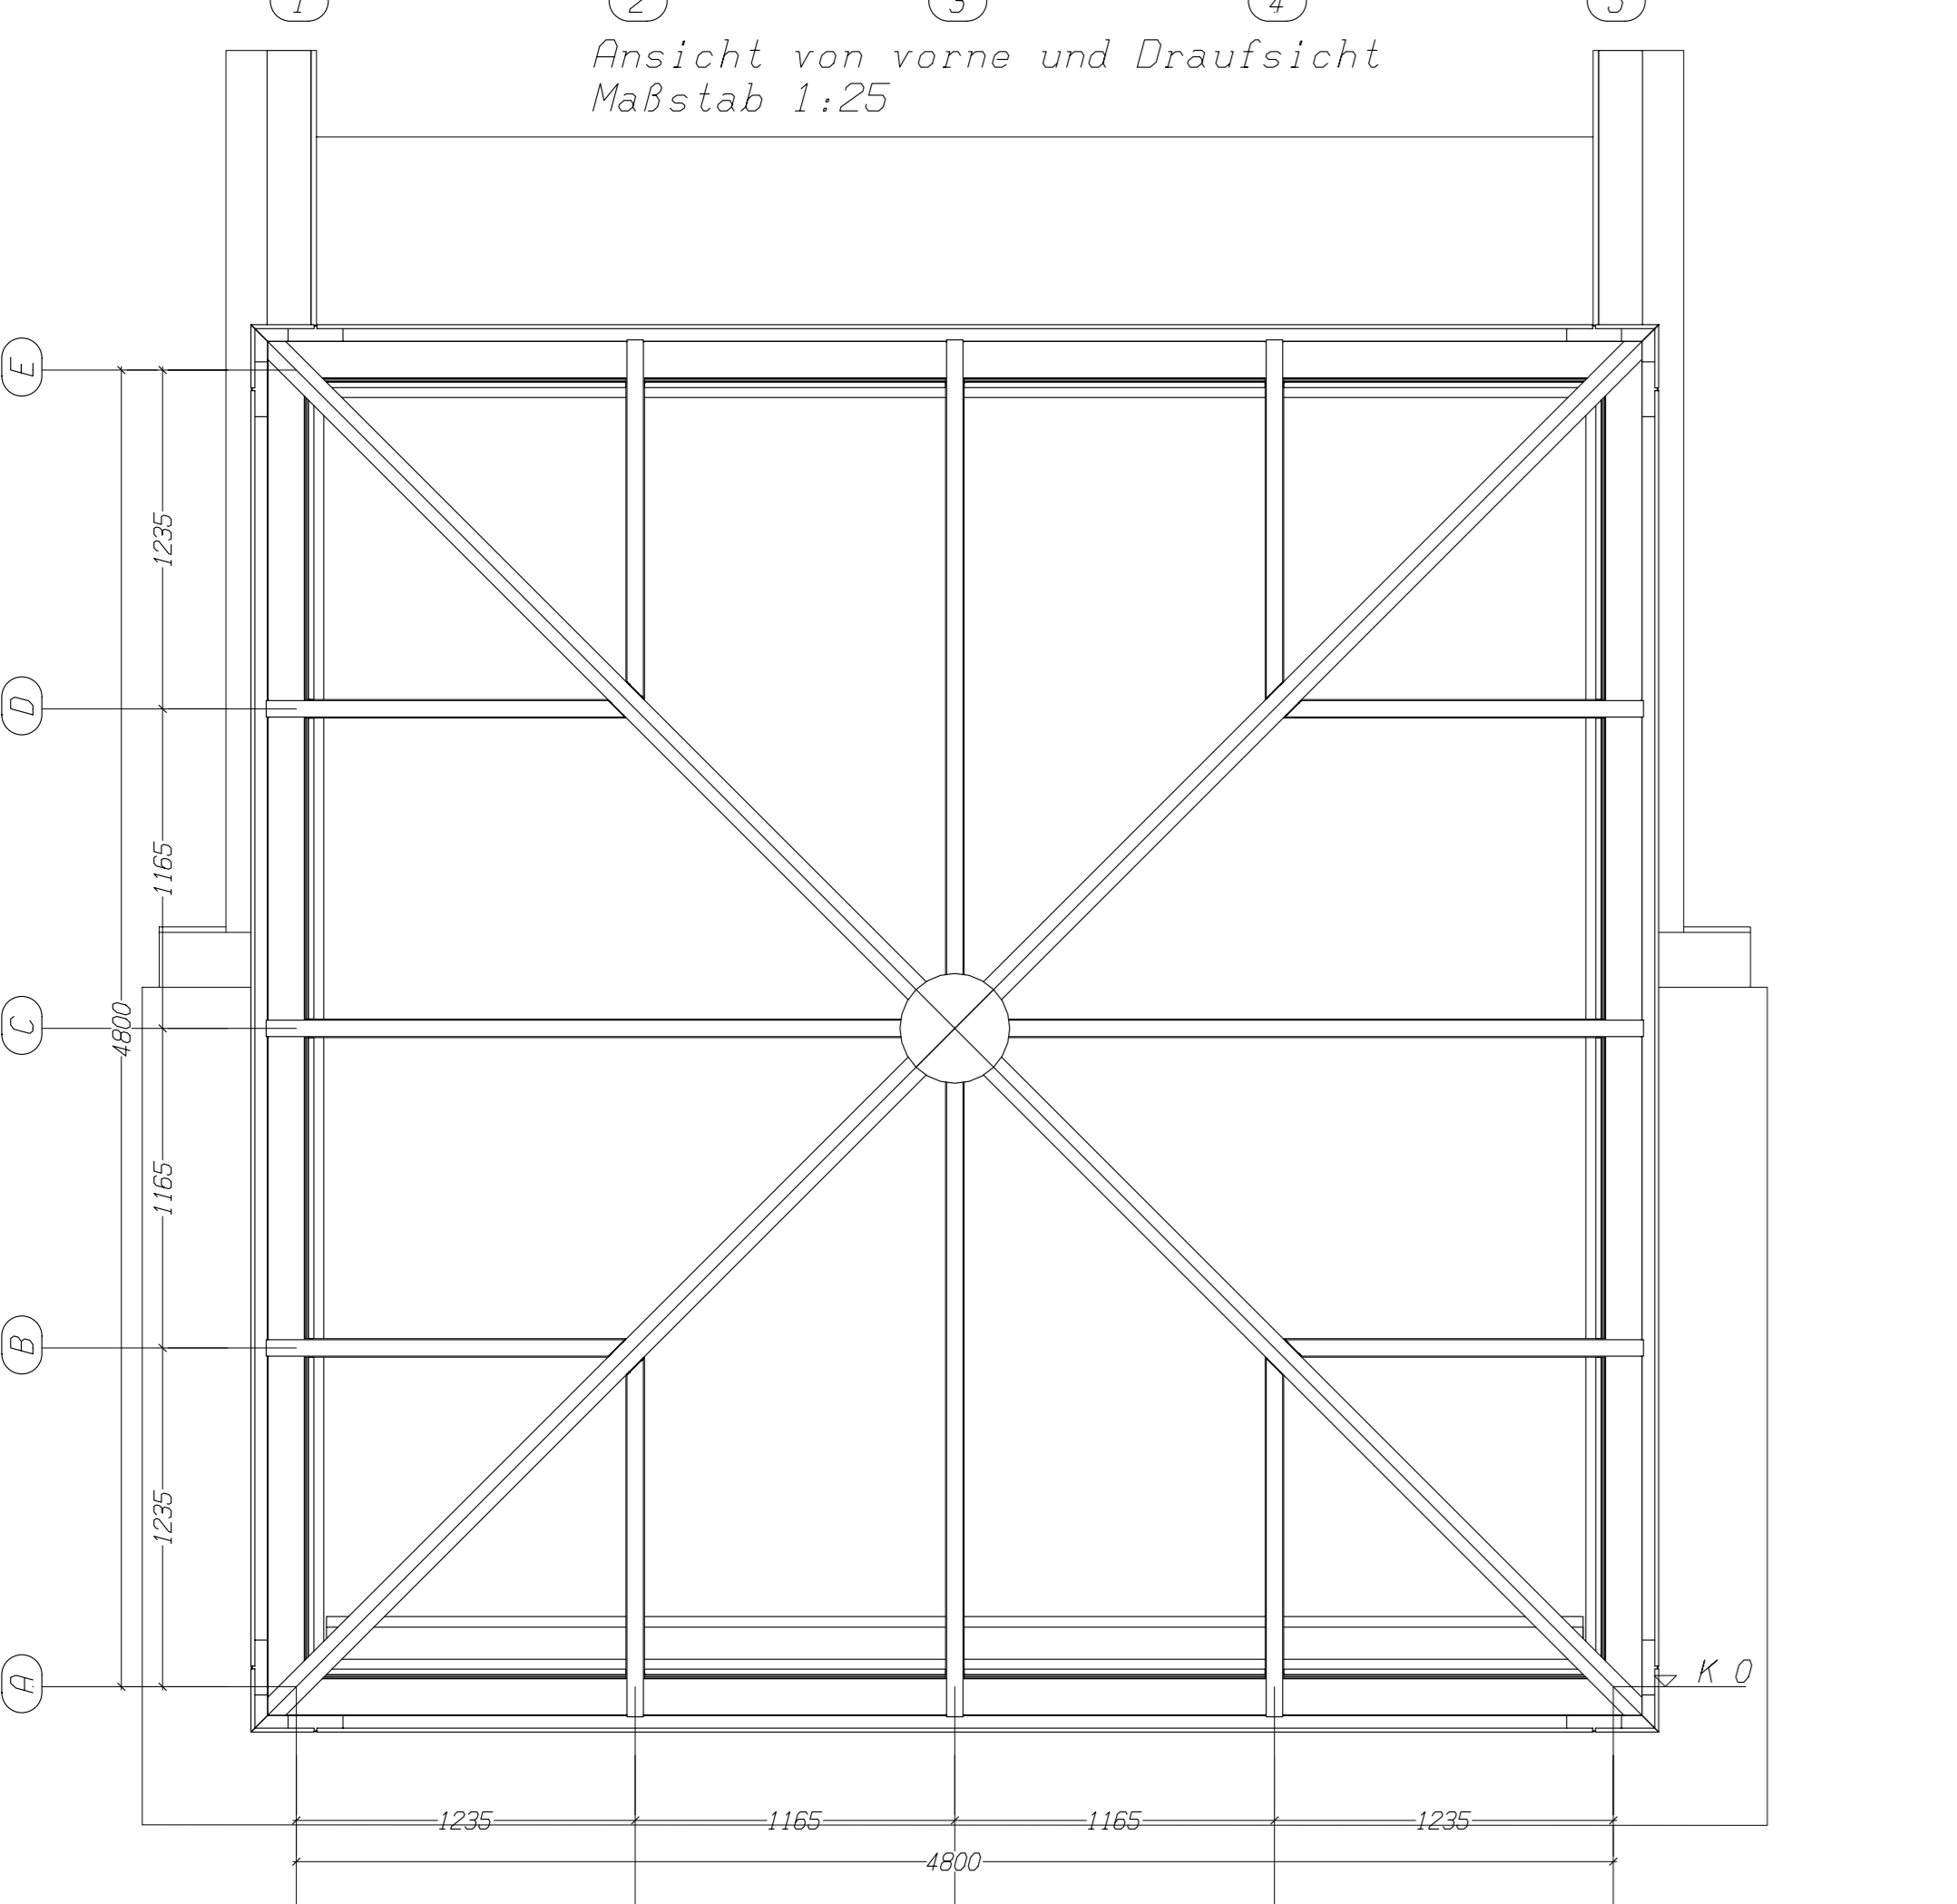 1 2 3 4 5
Ansicht von vorne und Draufsicht
Maßstab 1:25
E
1235
D
1165
C
4800
1165
B
1235
A
K 0
1235 1165 1165 1235
4800